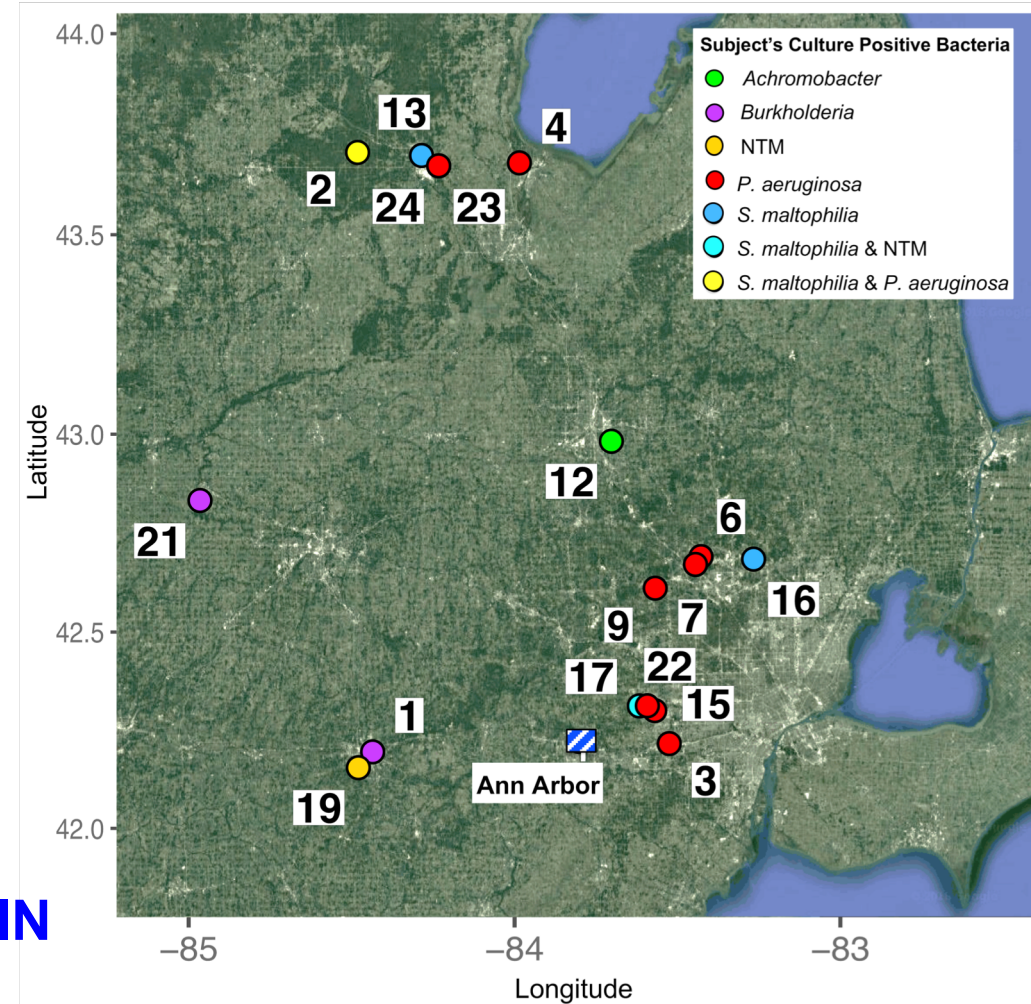 44.0
43.5
43.0
42.5
42.0
Latitude
−85
−84
−83
Longitude
Subject's Culture Positive Bacteria
Achromobacter
Burkholderia
NTM
P. aeruginosa
S. maltophilia
S. maltophilia & NTM
S. maltophilia & P. aeruginosa
13
4
2
24
23
12
21
6
16
7
9
22
17
15
1
3
Ann Arbor
19
IN